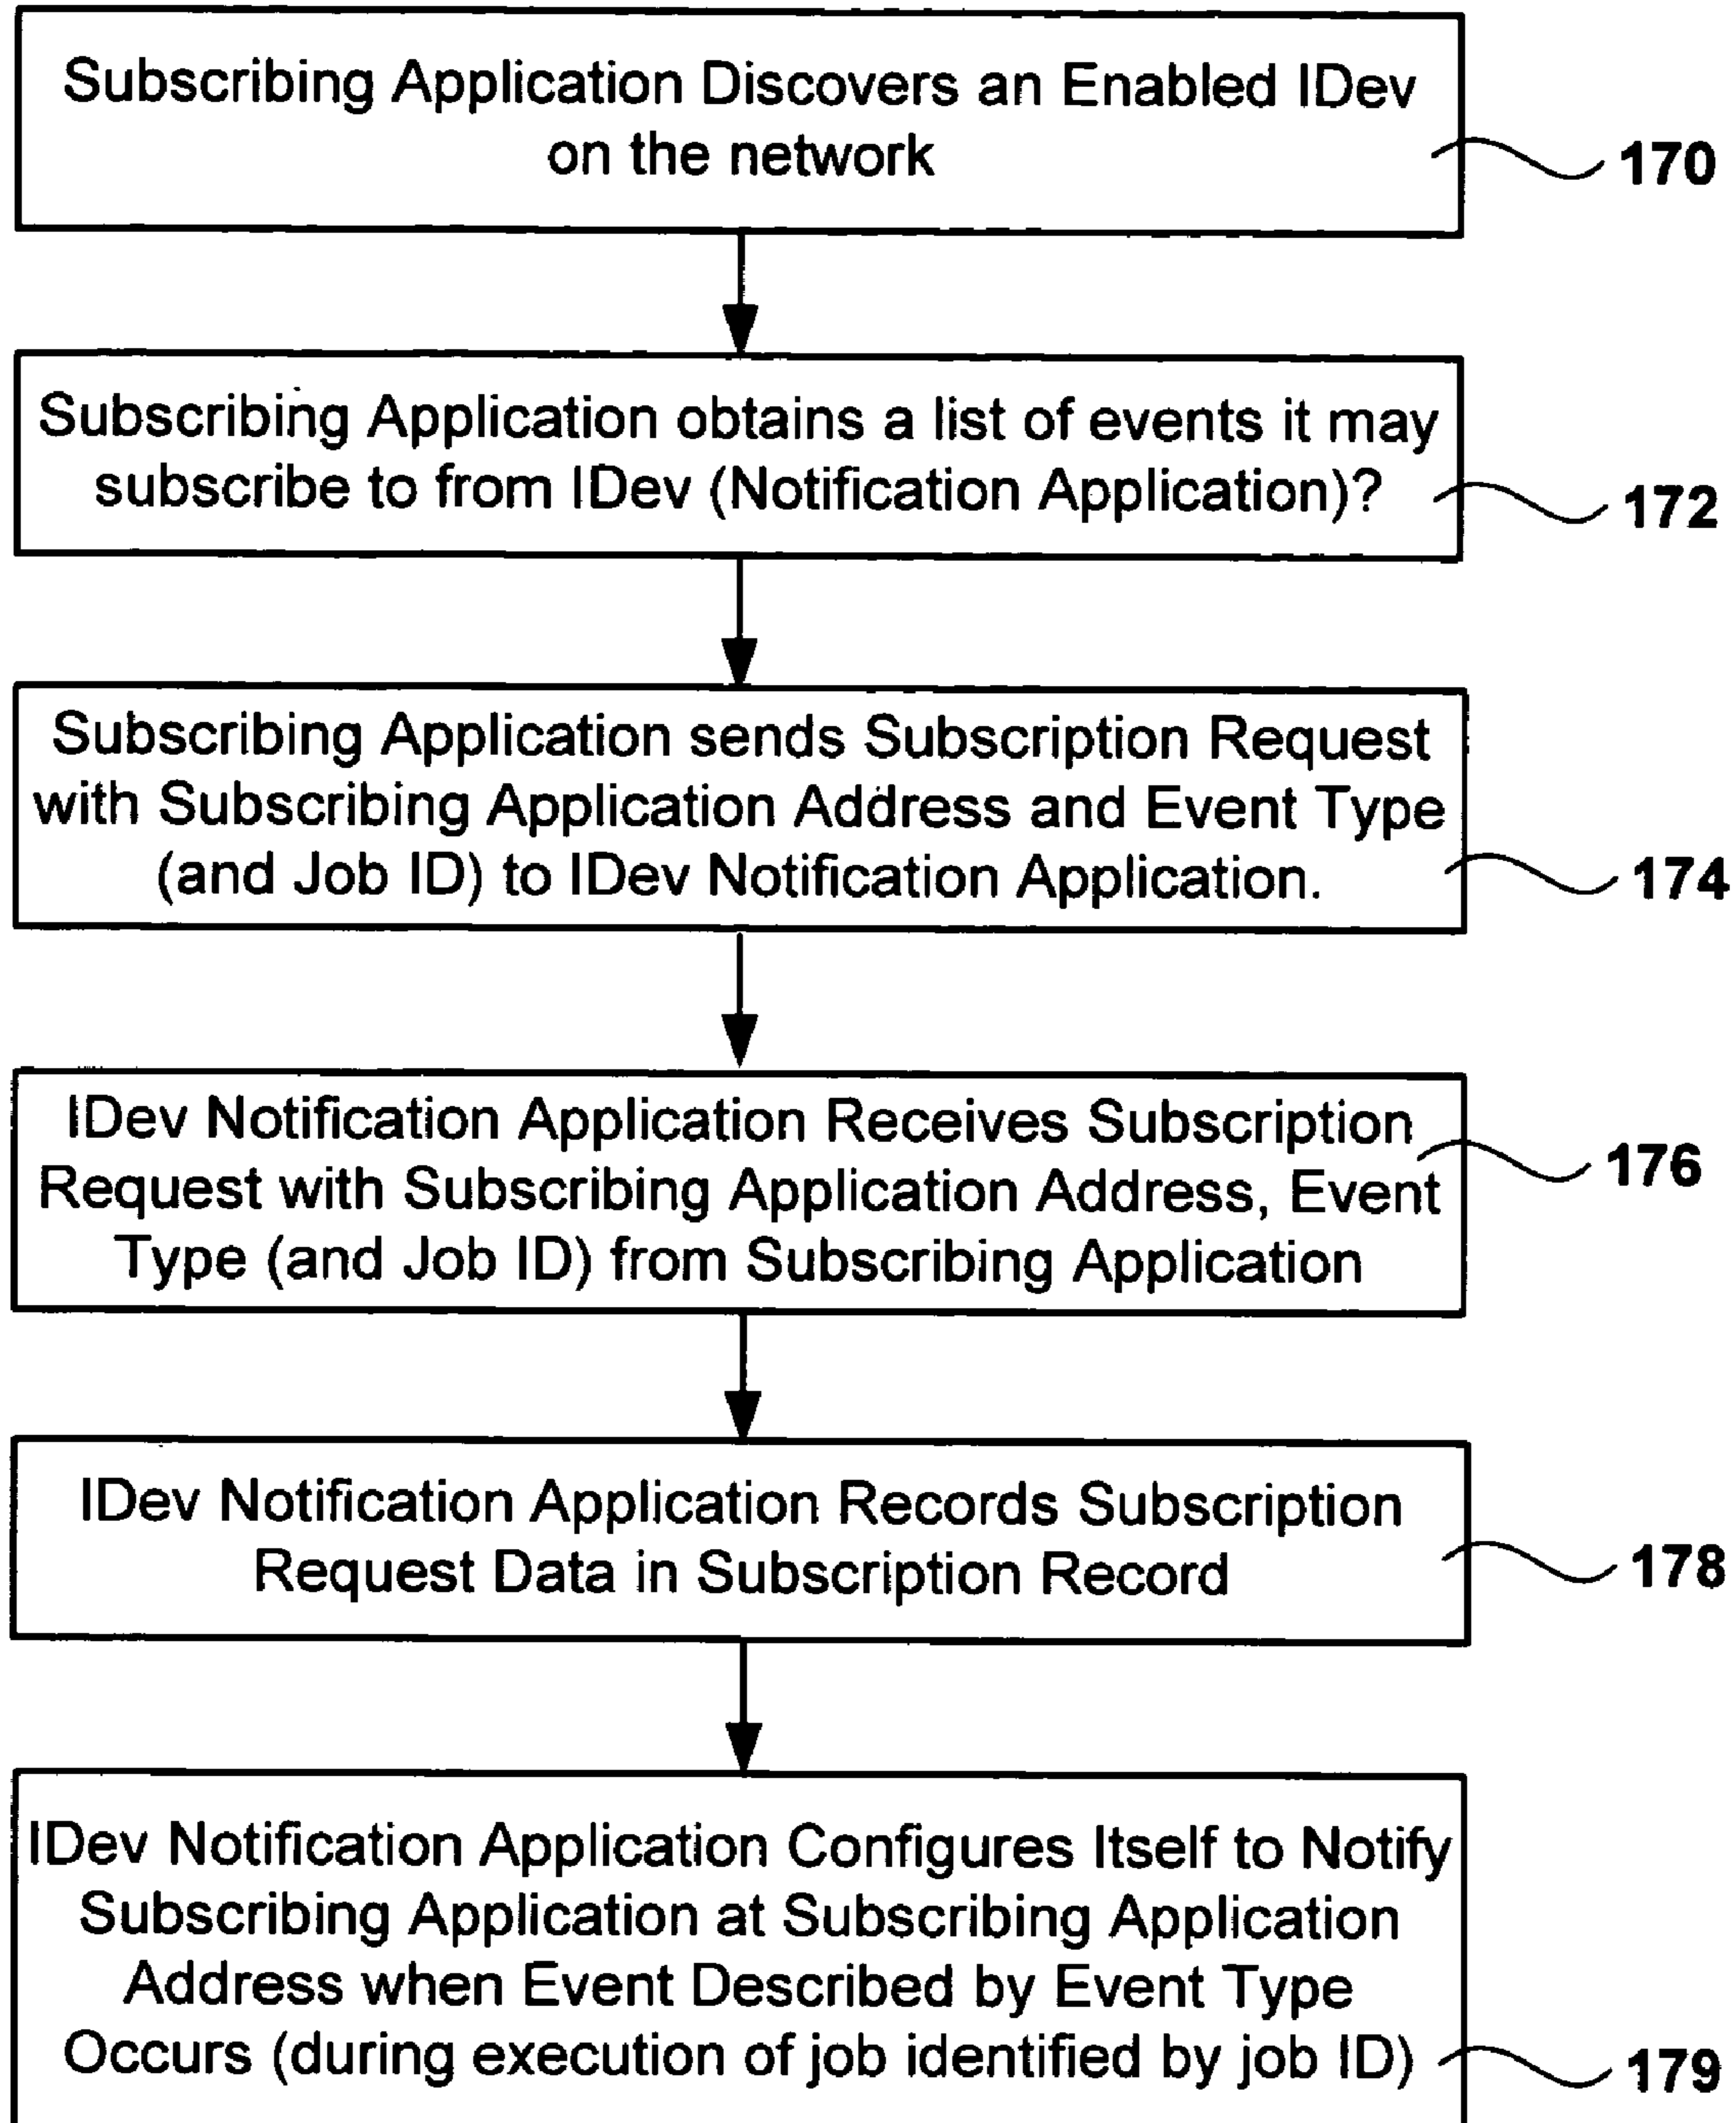 Subscribing Application Discovers an Enabled IDev
on the network
170
Subscribing Application obtains a list of events it may
subscribe to from IDev (Notification Application)?
172
Subscribing Application sends Subscription Request
with Subscribing Application Address and Event Type
(and Job ID) to IDev Notification Application.
174
IDev Notification Application Receives Subscription
Request with Subscribing Application Address, Event
Type (and Job ID) from Subscribing Application
176
IDev Notification Application Records Subscription
Request Data in Subscription Record
178
IDev Notification Application Configures Itself to Notify
Subscribing Application at Subscribing Application
Address when Event Described by Event Type
Occurs (during execution of job identified by job ID)
179